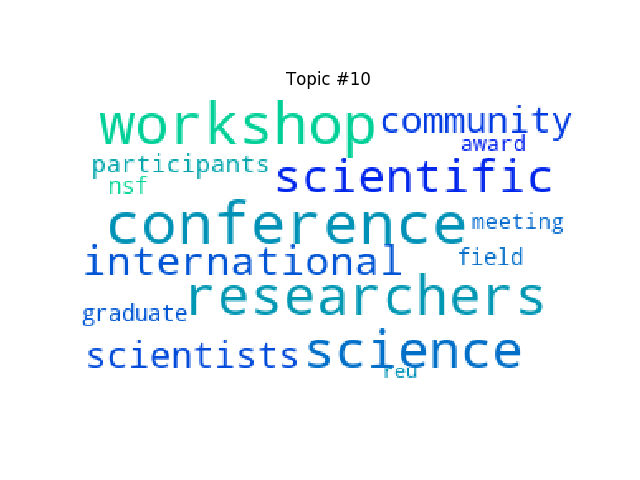 Topic #10
workshop community
award
participants scientific
nsf
conference meeting
international field
researchers
graduate
scientists science
reu